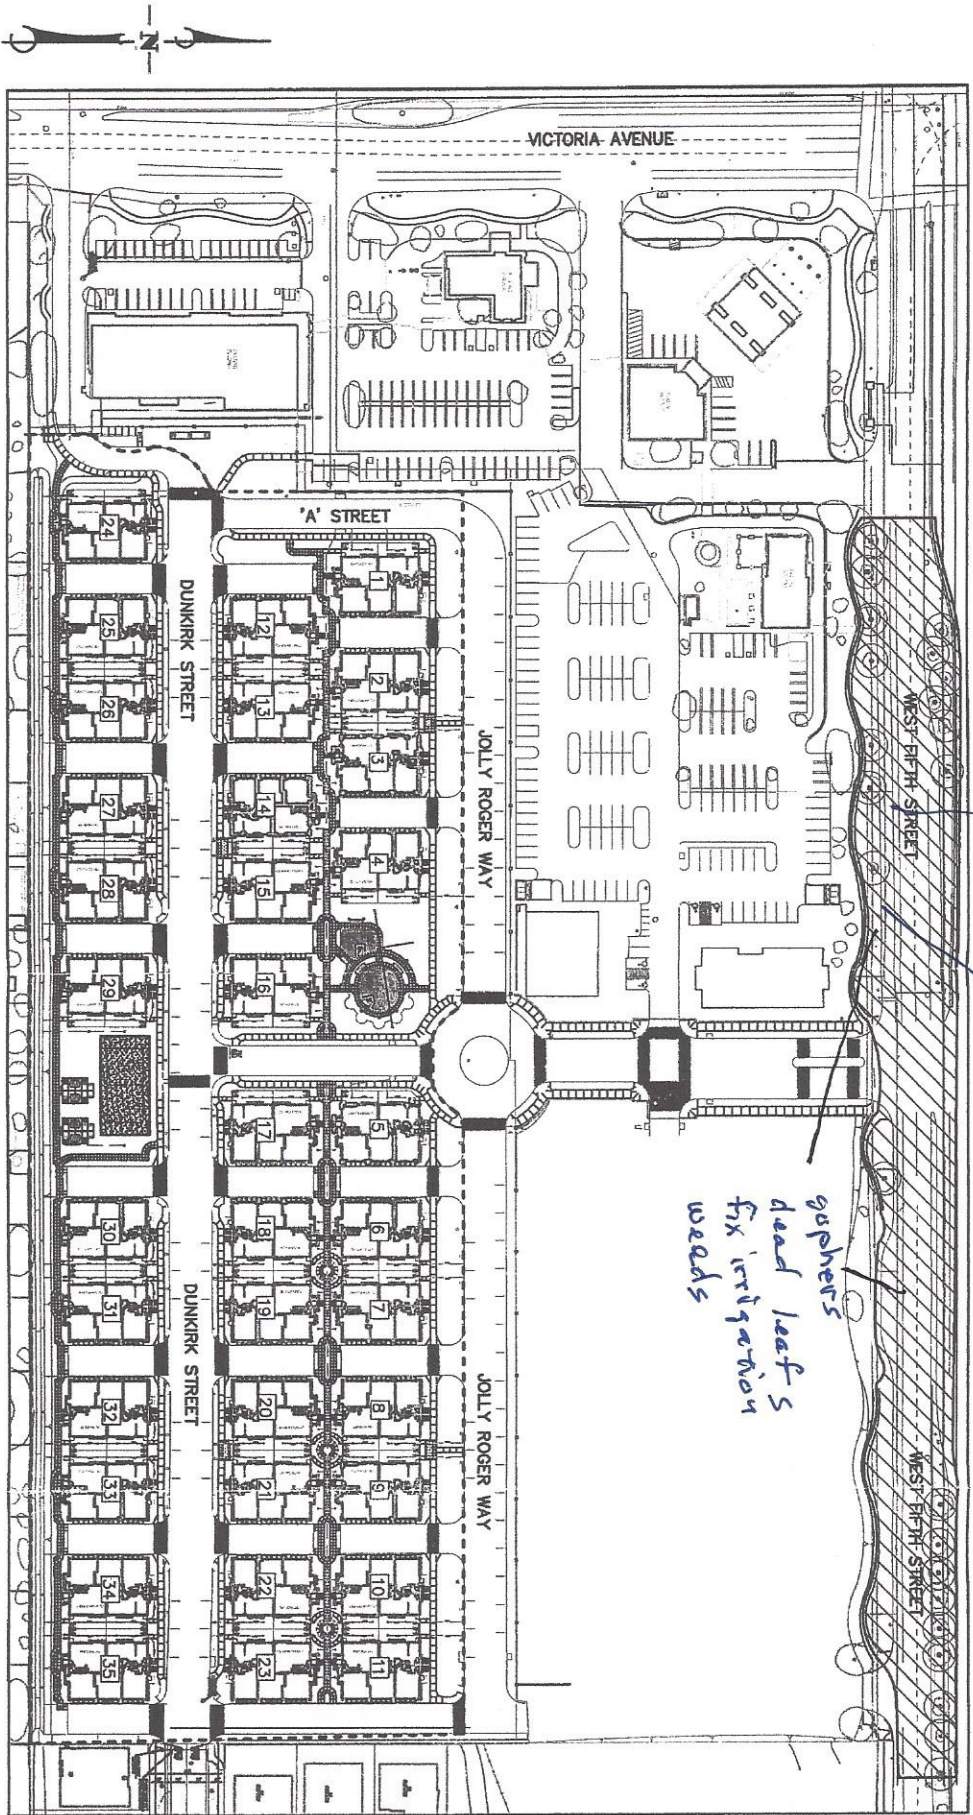 N
VICTORIA AVENUE
'A' STREET
DUNKIRK STREET
DUNKIRK STREET
JOLLY ROGER WAY
JOLLY ROGER WAY
WEST FIFTH STREET
WEST FIFTH STREET
gophers
dead leafs
fix irrigation
weeds
1
2
3
4
5
6
7
8
9
10
11
12
13
14
15
16
17
18
19
20
21
22
23
24
25
26
27
28
29
30
31
32
33
34
35